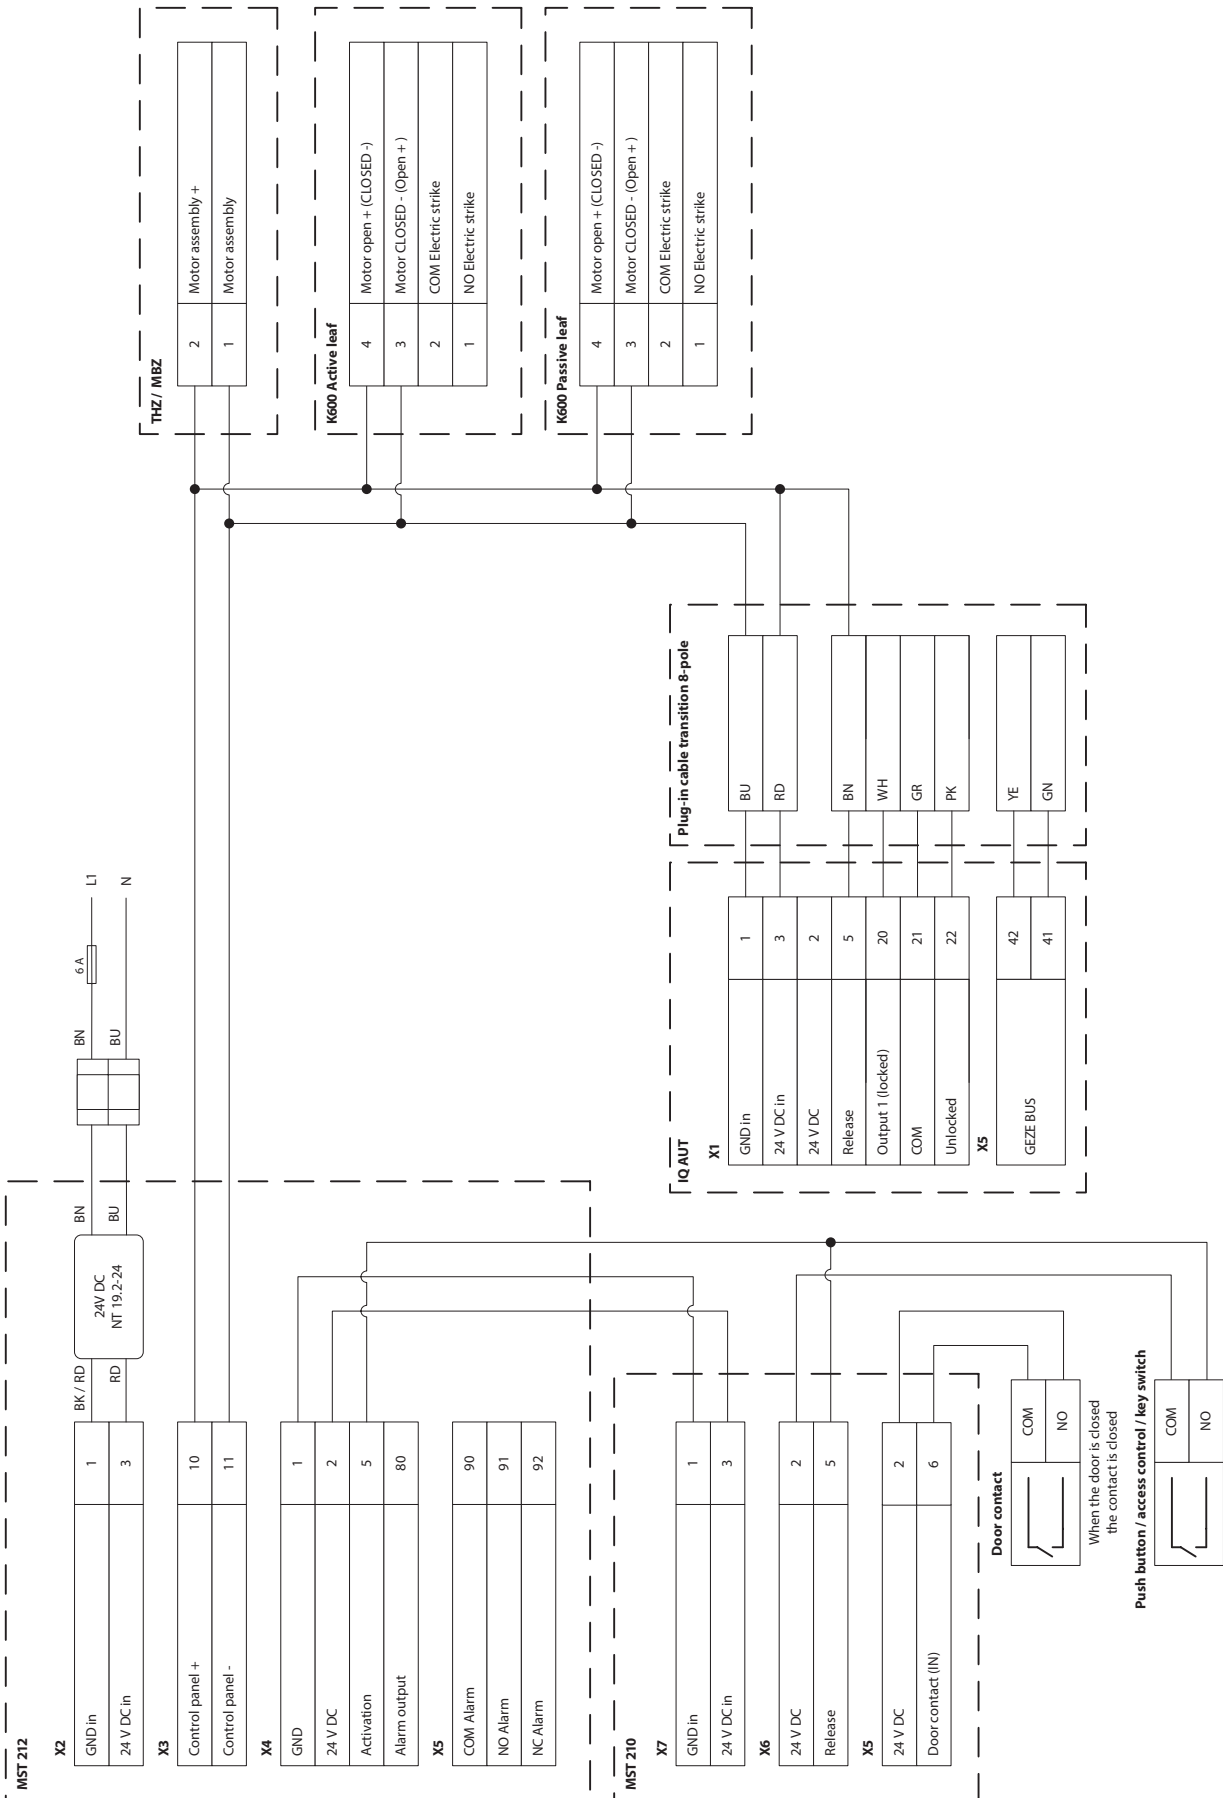 MST 212
X2
GND in
1
24 V DC in
3
BK / RD
RD
24V DC
NT 19.2-24
BN
BU
BN
BU
6 A
L1
N
X3
Control panel +
10
Control panel -
11
X4
GND
1
24 V DC
2
Activation
5
Alarm output
80
X5
COM Alarm
90
NO Alarm
91
NC Alarm
92
THZ / MBZ
2
Motor assembly +
1
Motor assembly
K600 Active leaf
4
Motor open + (CLOSED -)
3
Motor CLOSED - (Open + )
2
COM Electric strike
1
NO Electric strike
K600 Passive leaf
4
Motor open + (CLOSED -)
3
Motor CLOSED - (Open + )
2
COM Electric strike
1
NO Electric strike
MST 210
X7
GND in
1
24 V DC in
3
X6
24 V DC
2
Release
5
X5
24 V DC
2
Door contact (IN)
6
IQ AUT
X1
GND in
1
24 V DC in
3
24 V DC
2
Release
5
Output 1 (locked)
20
COM
21
Unlocked
22
X5
GEZE BUS
42
41
Plug-in cable transition 8-pole
BU
RD
BN
WH
GR
PK
YE
GN
Door contact
COM
NO
When the door is closed
the contact is closed
Push button / access control / key switch
COM
NO